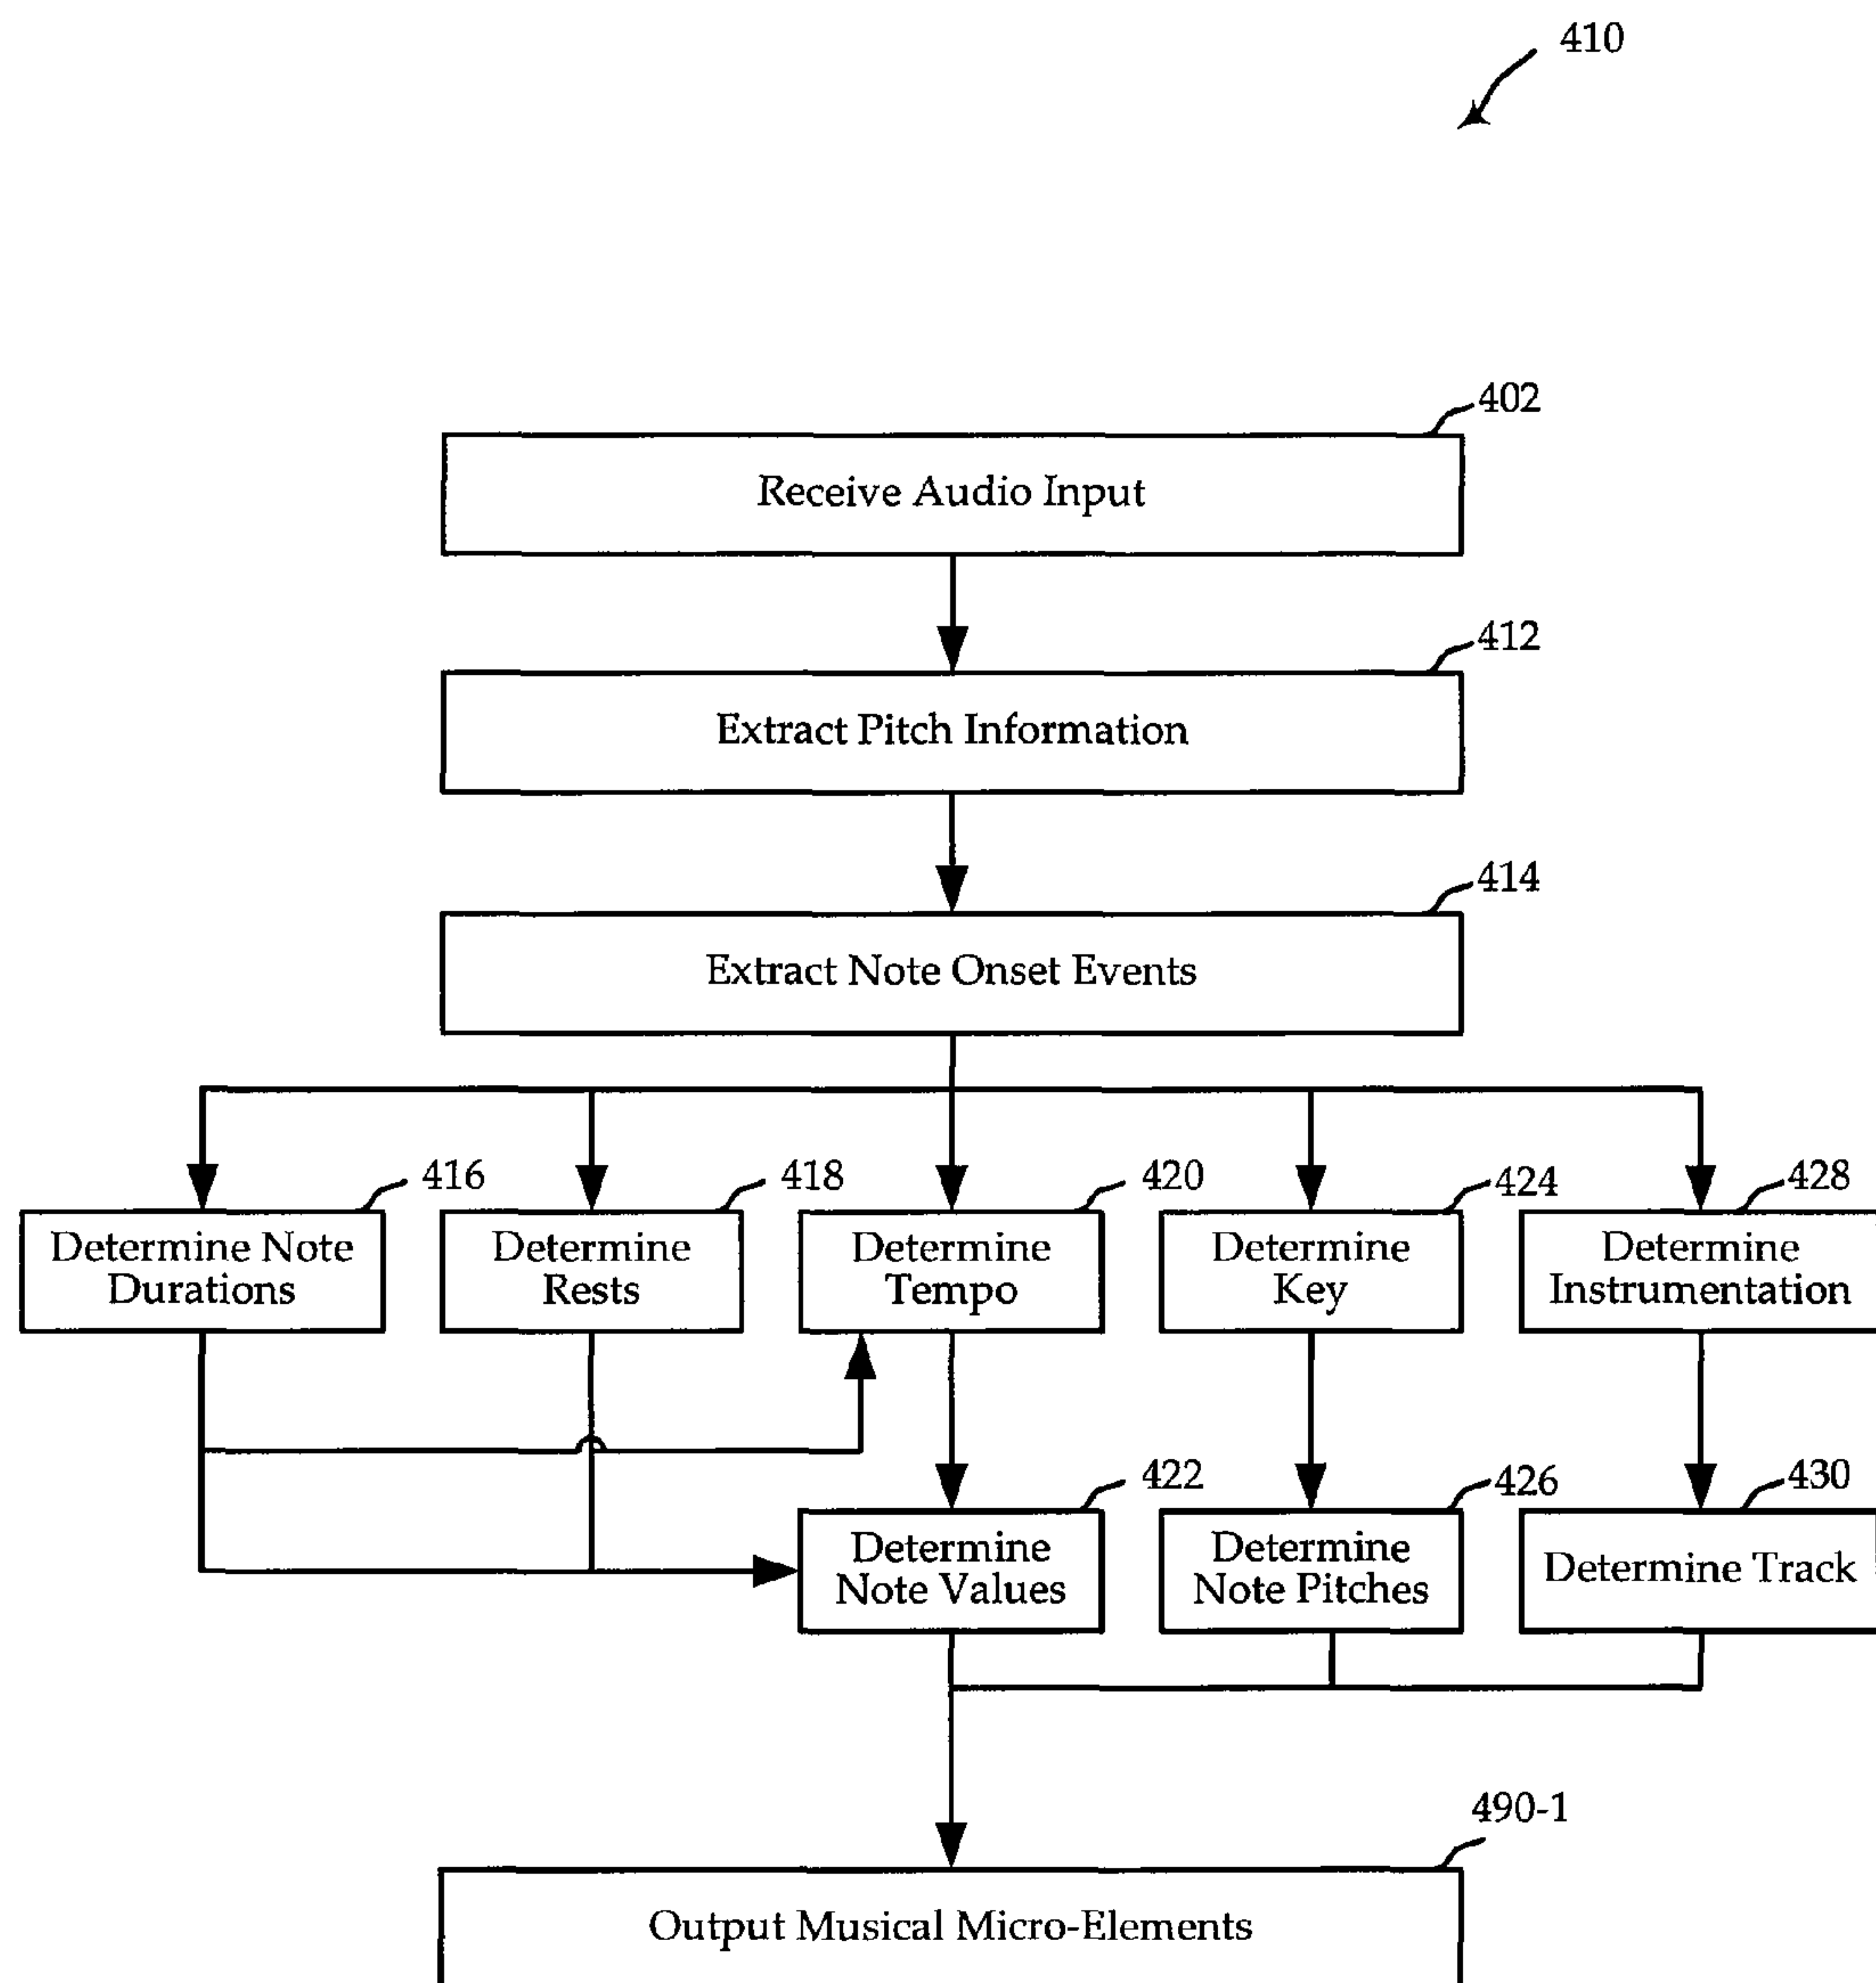 410
402
Receive Audio Input
412
Extract Pitch Information
414
Extract Note Onset Events
416
418
420
424
428
Determine Note
Durations
Determine
Rests
Determine
Tempo
Determine
Key
Determine
Instrumentation
422
426
430
Determine
Note Values
Determine
Note Pitches
Determine Track
490-1
Output Musical Micro-Elements